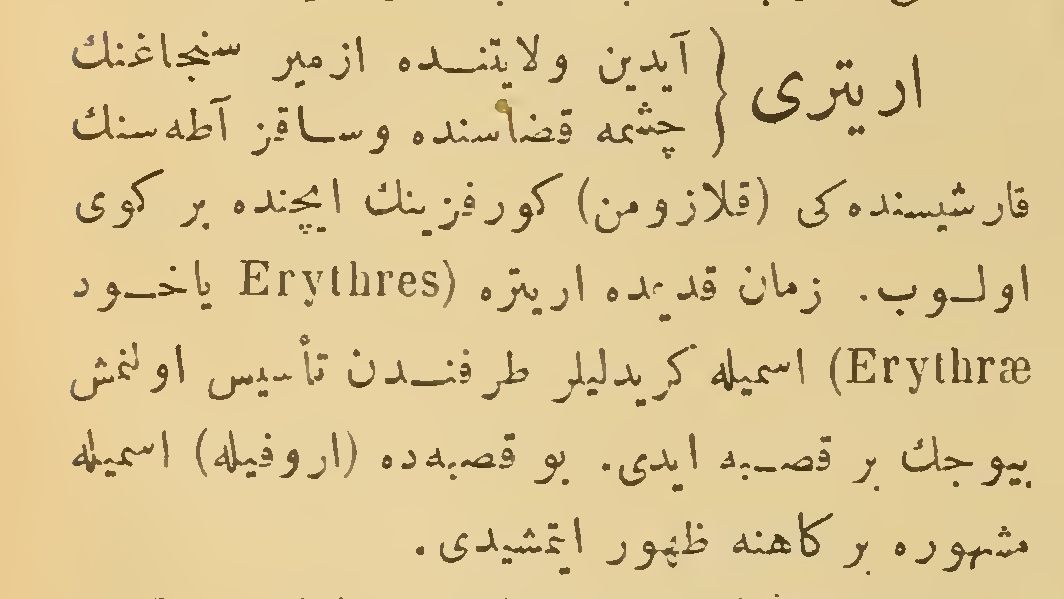 اریتری { آیدین ولایتنده ازمیر سنجاغنك
چشمه قضاسنده وساقز آطه‌سنك
قارشیسنده‌کی (قلازومن) کورفزینك ایچنده بر کوی
اولوب. زمان قدیمده اریتره (Erythres یاخود
Erythræ) اسمیله کریدلیلر طرفندن تأسیس اولنمش
بیوجك بر قصبه ایدی. بو قصبه‌ده (اروفیله) اسمیله
مشهوره بر کاهنه ظهور ایتمشیدی.